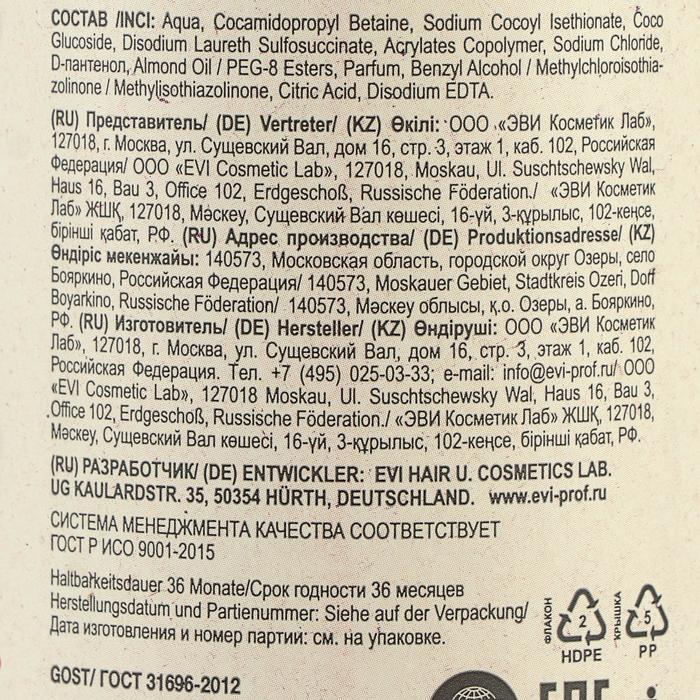 СОСТАВ /INCI: Aqua, Cocamidopropyl Betaine, Sodium Cocoyl Isethionate, Coco
Glucoside, Disodium Laureth Sulfosuccinate, Acrylates Copolymer, Sodium Chloride,
D-пантенол, Almond Oil / PEG-8 Esters, Parfum, Benzyl Alcohol / Methylchloroisothia-
zolinone / Methylisothiazolinone, Citric Acid, Disodium EDTA.
(RU) Представитель/ (DE) Vertreter/ (KZ) Өкілі: ООО «ЭВИ Косметик Лаб»,
127018, г. Москва, ул. Сущевский Вал, дом 16, стр. 3, этаж 1, каб. 102, Российская
Федерация/ ООО «EVI Cosmetic Lab», 127018, Moskau, Ul. Suschtschewsky Wal,
Haus 16, Bau 3, Office 102, Erdgeschoß, Russische Föderation./ «ЭВИ Косметик
Лаб» ЖШҚ, 127018, Мәскеу, Сущевский Вал көшесі, 16-үй, 3-құрылыс, 102-кеңсе,
бірінші қабат, РФ. (RU) Адрес производства/ (DE) Produktionsadresse/ (KZ)
Өндіріс мекенжайы: 140573, Московская область, городской округ Озеры, село
Бояркино, Российская Федерация/ 140573, Moskauer Gebiet, Stadtkreis Ozeri, Dorf
Boyarkino, Russische Föderation/ 140573, Мәскеу облысы, қ.о. Озеры, а. Бояркино,
РФ. (RU) Изготовитель/ (DE) Hersteller/ (KZ) Өндіруші: ООО «ЭВИ Косметик
Лаб», 127018, г. Москва, ул. Сущевский Вал, дом 16, стр. 3, этаж 1, каб. 102,
Российская Федерация. Тел. +7 (495) 025-03-33; e-mail: info@evi-prof.ru/ ООО
«EVI Cosmetic Lab», 127018 Moskau, Ul. Suschtschewsky Wal, Haus 16, Bau 3,
Office 102, Erdgeschoß, Russische Föderation./ «ЭВИ Косметик Лаб» ЖШҚ, 127018,
Мәскеу, Сущевский Вал көшесі, 16-үй, 3-құрылыс, 102-кеңсе, бірінші қабат, РФ.
(RU) РАЗРАБОТЧИК/ (DE) ENTWICKLER: EVI HAIR U. COSMETICS LAB.
UG KAULARDSTR. 35, 50354 HÜRTH, DEUTSCHLAND. www.evi-prof.ru
СИСТЕМА МЕНЕДЖМЕНТА КАЧЕСТВА СООТВЕТСТВУЕТ
ГОСТ Р ИСО 9001-2015
Haltbarkeitsdauer 36 Monate/Срок годности 36 месяцев
Herstellungsdatum und Partienummer: Siehe auf der Verpackung/
Дата изготовления и номер партии: см. на упаковке.
ФЛАКОН
2
HDPE
КРЫШКА
5
PP
GOST/ ГОСТ 31696-2012